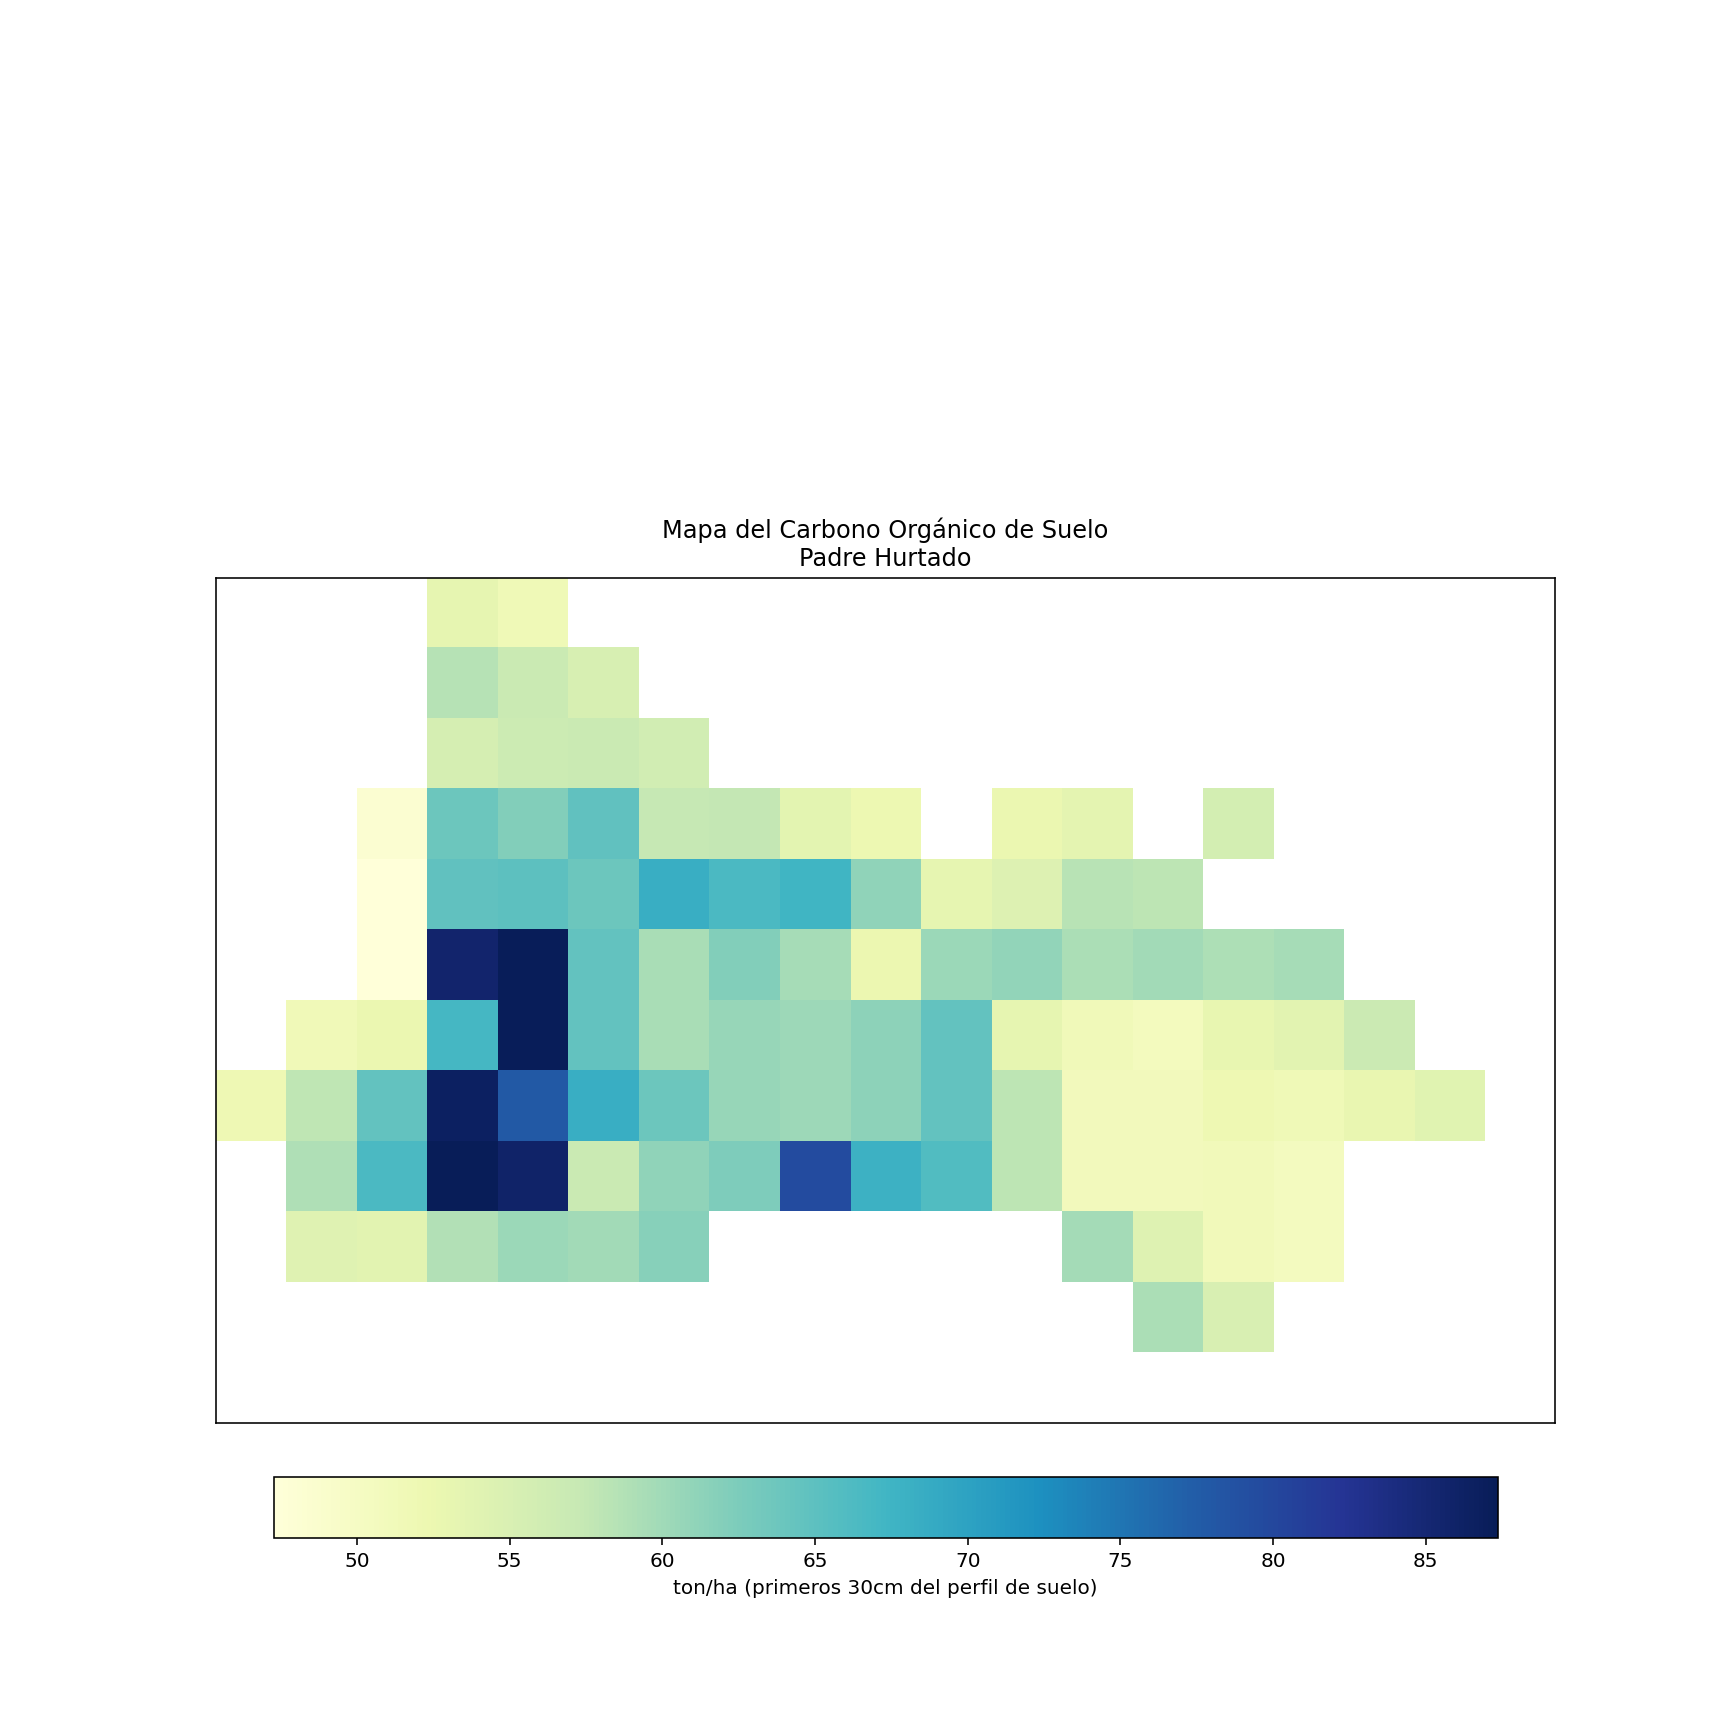 Mapa del Carbono Orgánico de Suelo
Padre Hurtado
50 55 60 65 70 75 80 85
ton/ha (primeros 30cm del perfil de suelo)